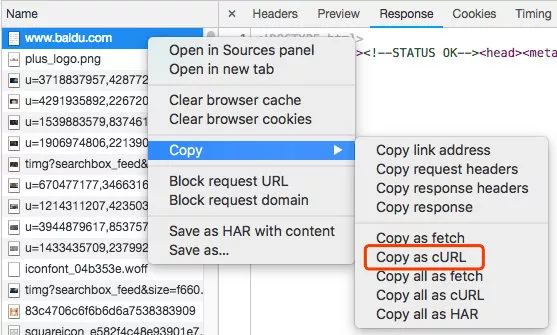 Name
Headers Preview Response Cookies Timing
www.baidu.com
plus_logo.png
<!--STATUS OK--><head><meta
u=3718837957,428772
u=4291935892,226720
u=1539883579,837461
u=1906974806,221390
timg?searchbox_feed&
u=670477177,3466316
u=1214311207,423503
u=3944879617,853757
u=1433435709,237992
iconfont_04b353e.woff
timg?searchbox_feed&size=f660.
83c4706c6f6b6d6a7538383909
squareicon_e582f4c48e93901e7.
Open in Sources panel
Open in new tab
Clear browser cache
Clear browser cookies
Copy
Block request URL
Block request domain
Save as HAR with content
Save as...
Copy link address
Copy request headers
Copy response headers
Copy response
Copy as fetch
Copy as cURL
Copy all as fetch
Copy all as cURL
Copy all as HAR